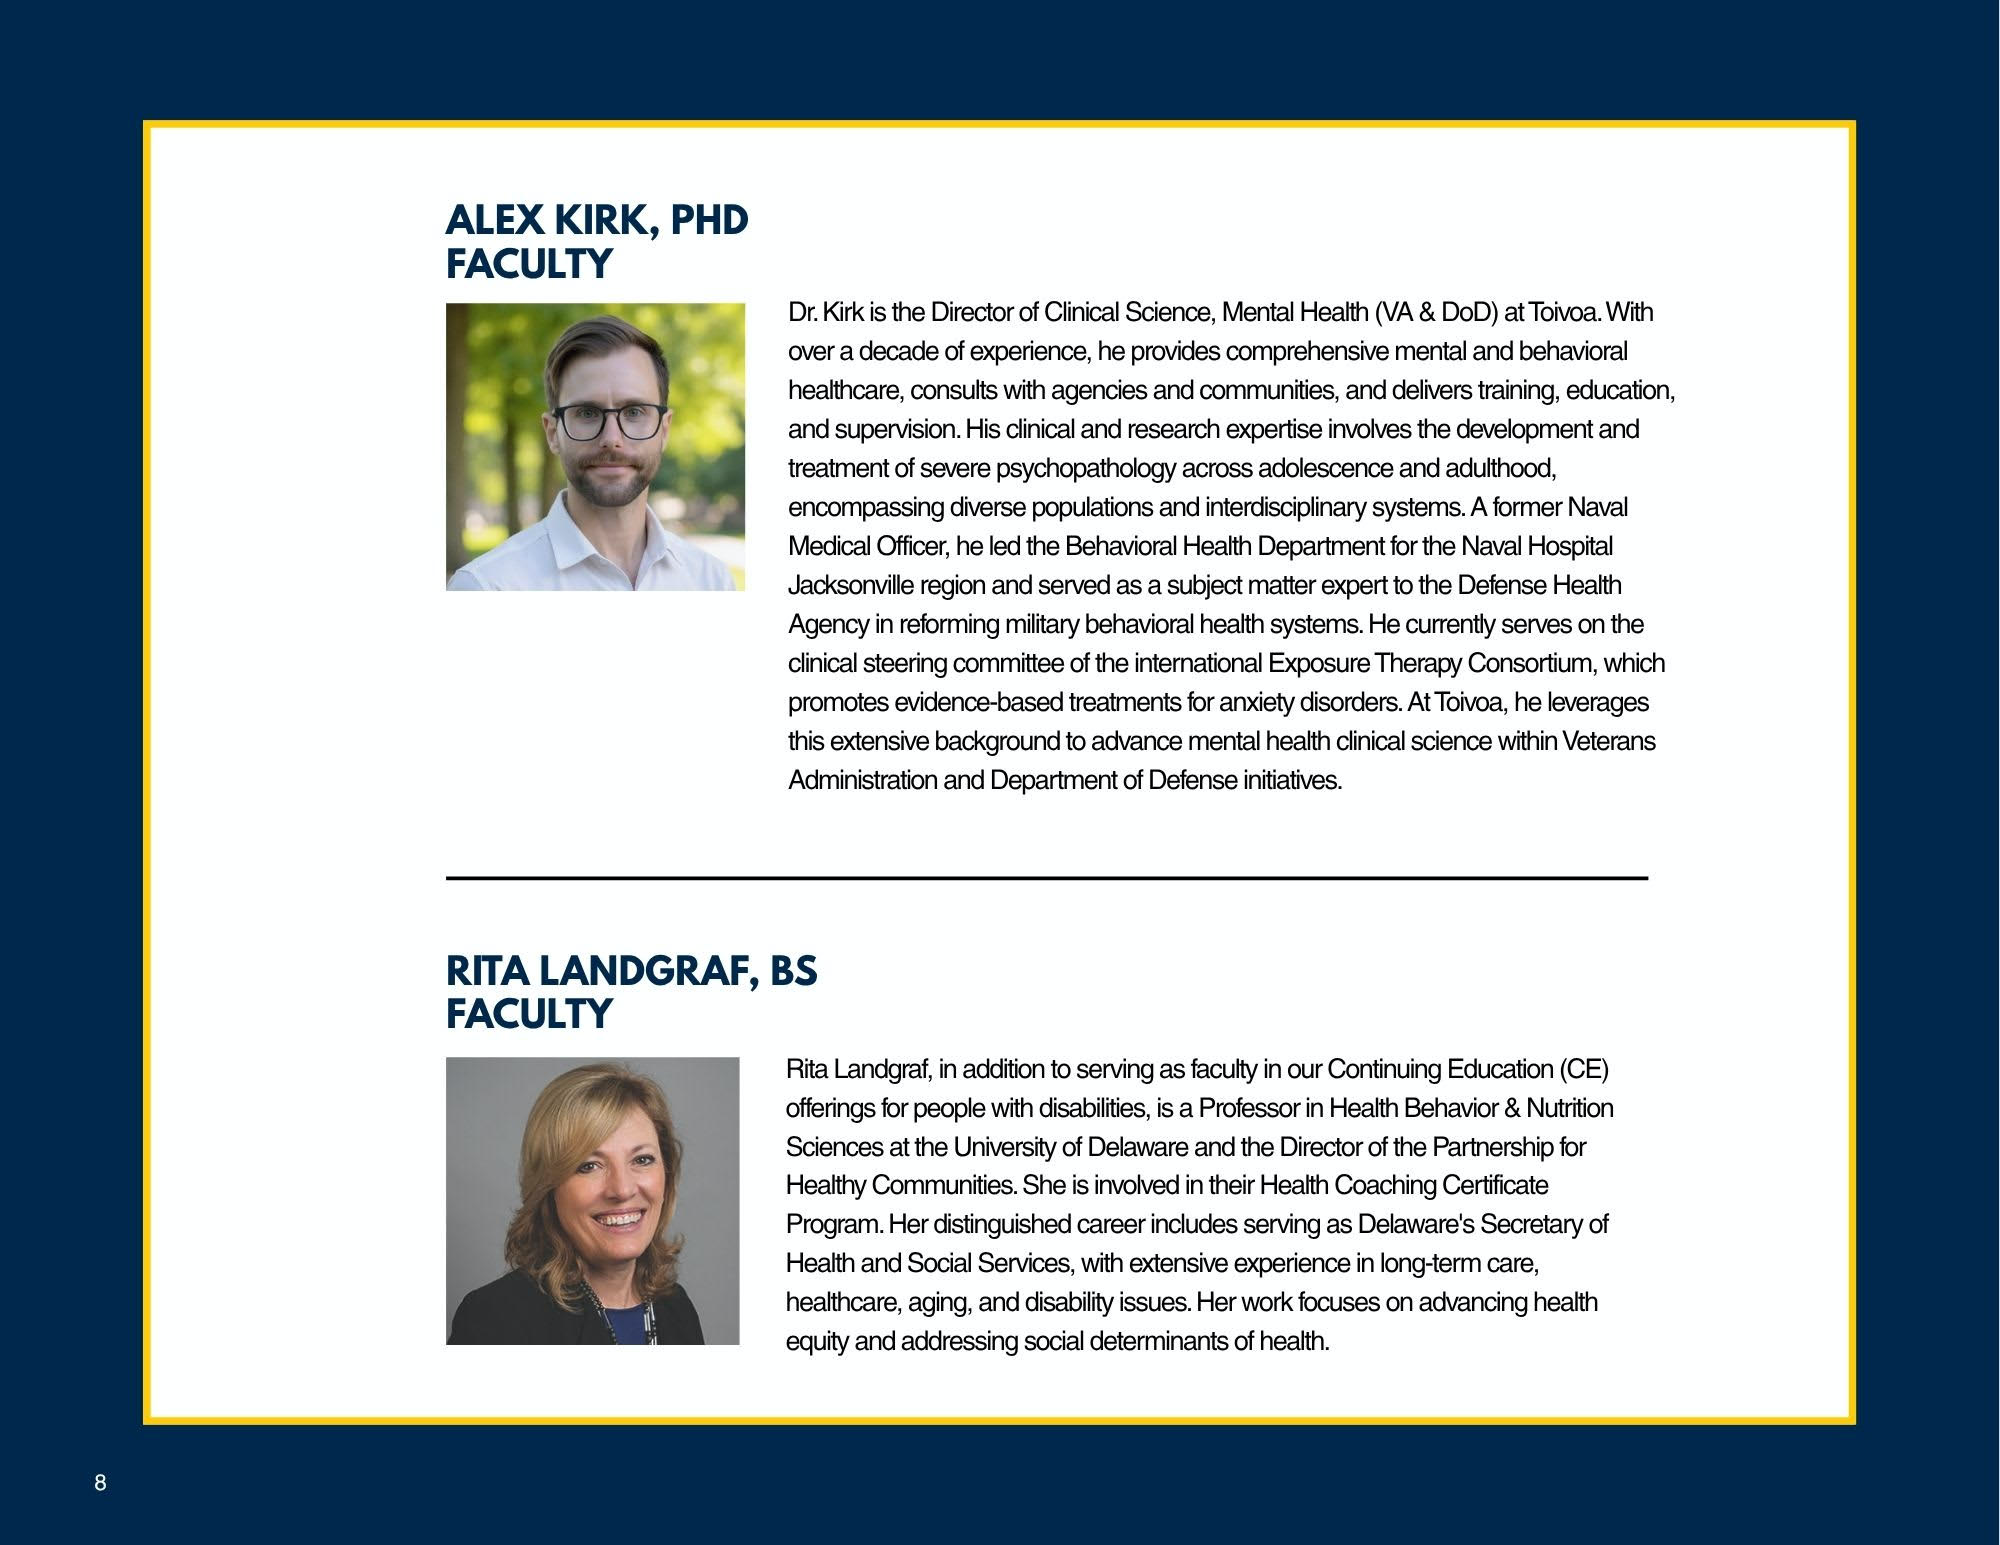 ALEX KIRK, PHD
FACULTY
Dr. Kirk is the Director of Clinical Science, Mental Health (VA & DoD) at Toivoa. With
over a decade of experience, he provides comprehensive mental and behavioral
healthcare, consults with agencies and communities, and delivers training, education,
and supervision. His clinical and research expertise involves the development and
treatment of severe psychopathology across adolescence and adulthood,
encompassing diverse populations and interdisciplinary systems. A former Naval
Medical Officer, he led the Behavioral Health Department for the Naval Hospital
Jacksonville region and served as a subject matter expert to the Defense Health
Agency in reforming military behavioral health systems. He currently serves on the
clinical steering committee of the international Exposure Therapy Consortium, which
promotes evidence-based treatments for anxiety disorders. At Toivoa, he leverages
this extensive background to advance mental health clinical science within Veterans
Administration and Department of Defense initiatives.
RITA LANDGRAF, BS
FACULTY
Rita Landgraf, in addition to serving as faculty in our Continuing Education (CE)
offerings for people with disabilities, is a Professor in Health Behavior & Nutrition
Sciences at the University of Delaware and the Director of the Partnership for
Healthy Communities. She is involved in their Health Coaching Certificate
Program. Her distinguished career includes serving as Delaware's Secretary of
Health and Social Services, with extensive experience in long-term care,
healthcare, aging, and disability issues. Her work focuses on advancing health
equity and addressing social determinants of health.
8